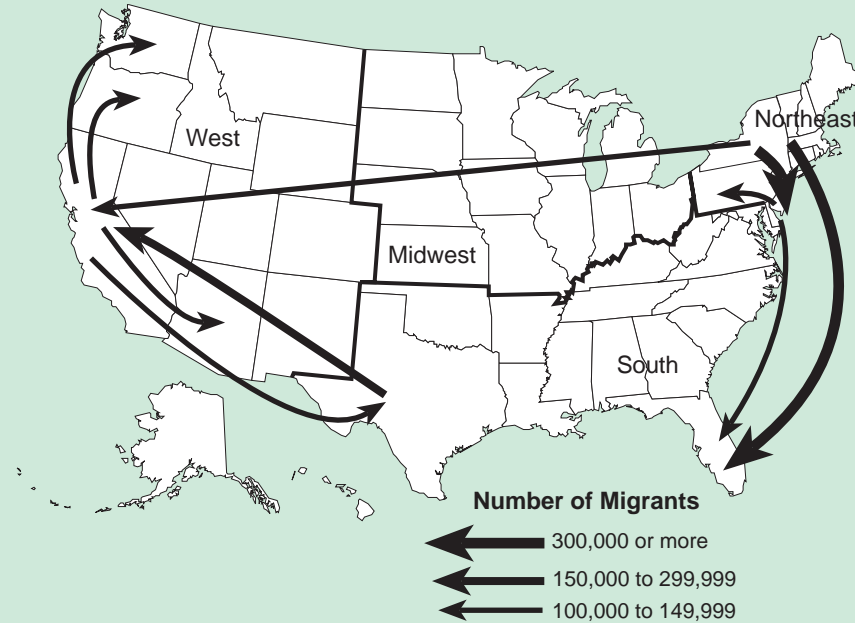 Northeast
West
Midwest
South
Number of Migrants
300,000 or more
150,000 to 299,999
100,000 to 149,999